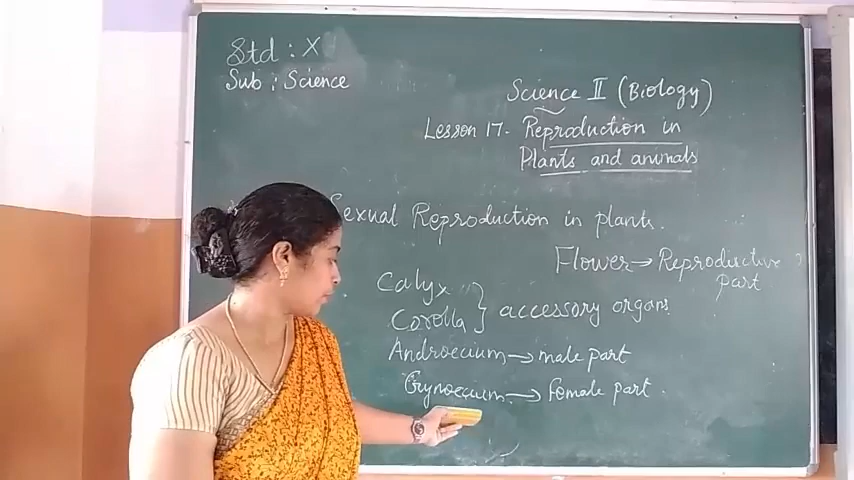 Std : X
Sub : Science
Science II (Biology)
Lesson 17. Reproduction in
Plants and animals
Sexual Reproduction in plants.
Flower → Reproductive
part
Calyx
Corolla } accessory organs
Androecium → male part
Gynoecium → Female part.